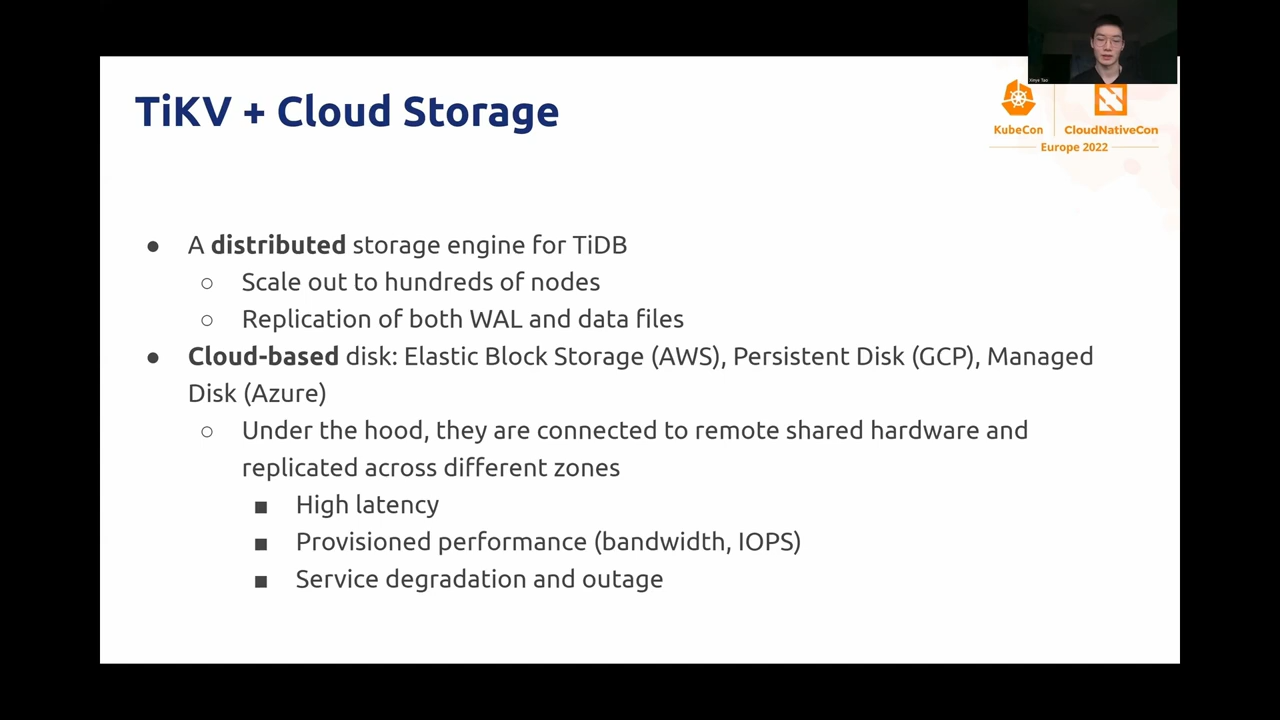 TiKV + Cloud Storage
KubeCon
CloudNativeCon
Europe 2022
● A distributed storage engine for TiDB
○ Scale out to hundreds of nodes
○ Replication of both WAL and data files
● Cloud-based disk: Elastic Block Storage (AWS), Persistent Disk (GCP), Managed
Disk (Azure)
○ Under the hood, they are connected to remote shared hardware and
replicated across different zones
■ High latency
■ Provisioned performance (bandwidth, IOPS)
■ Service degradation and outage